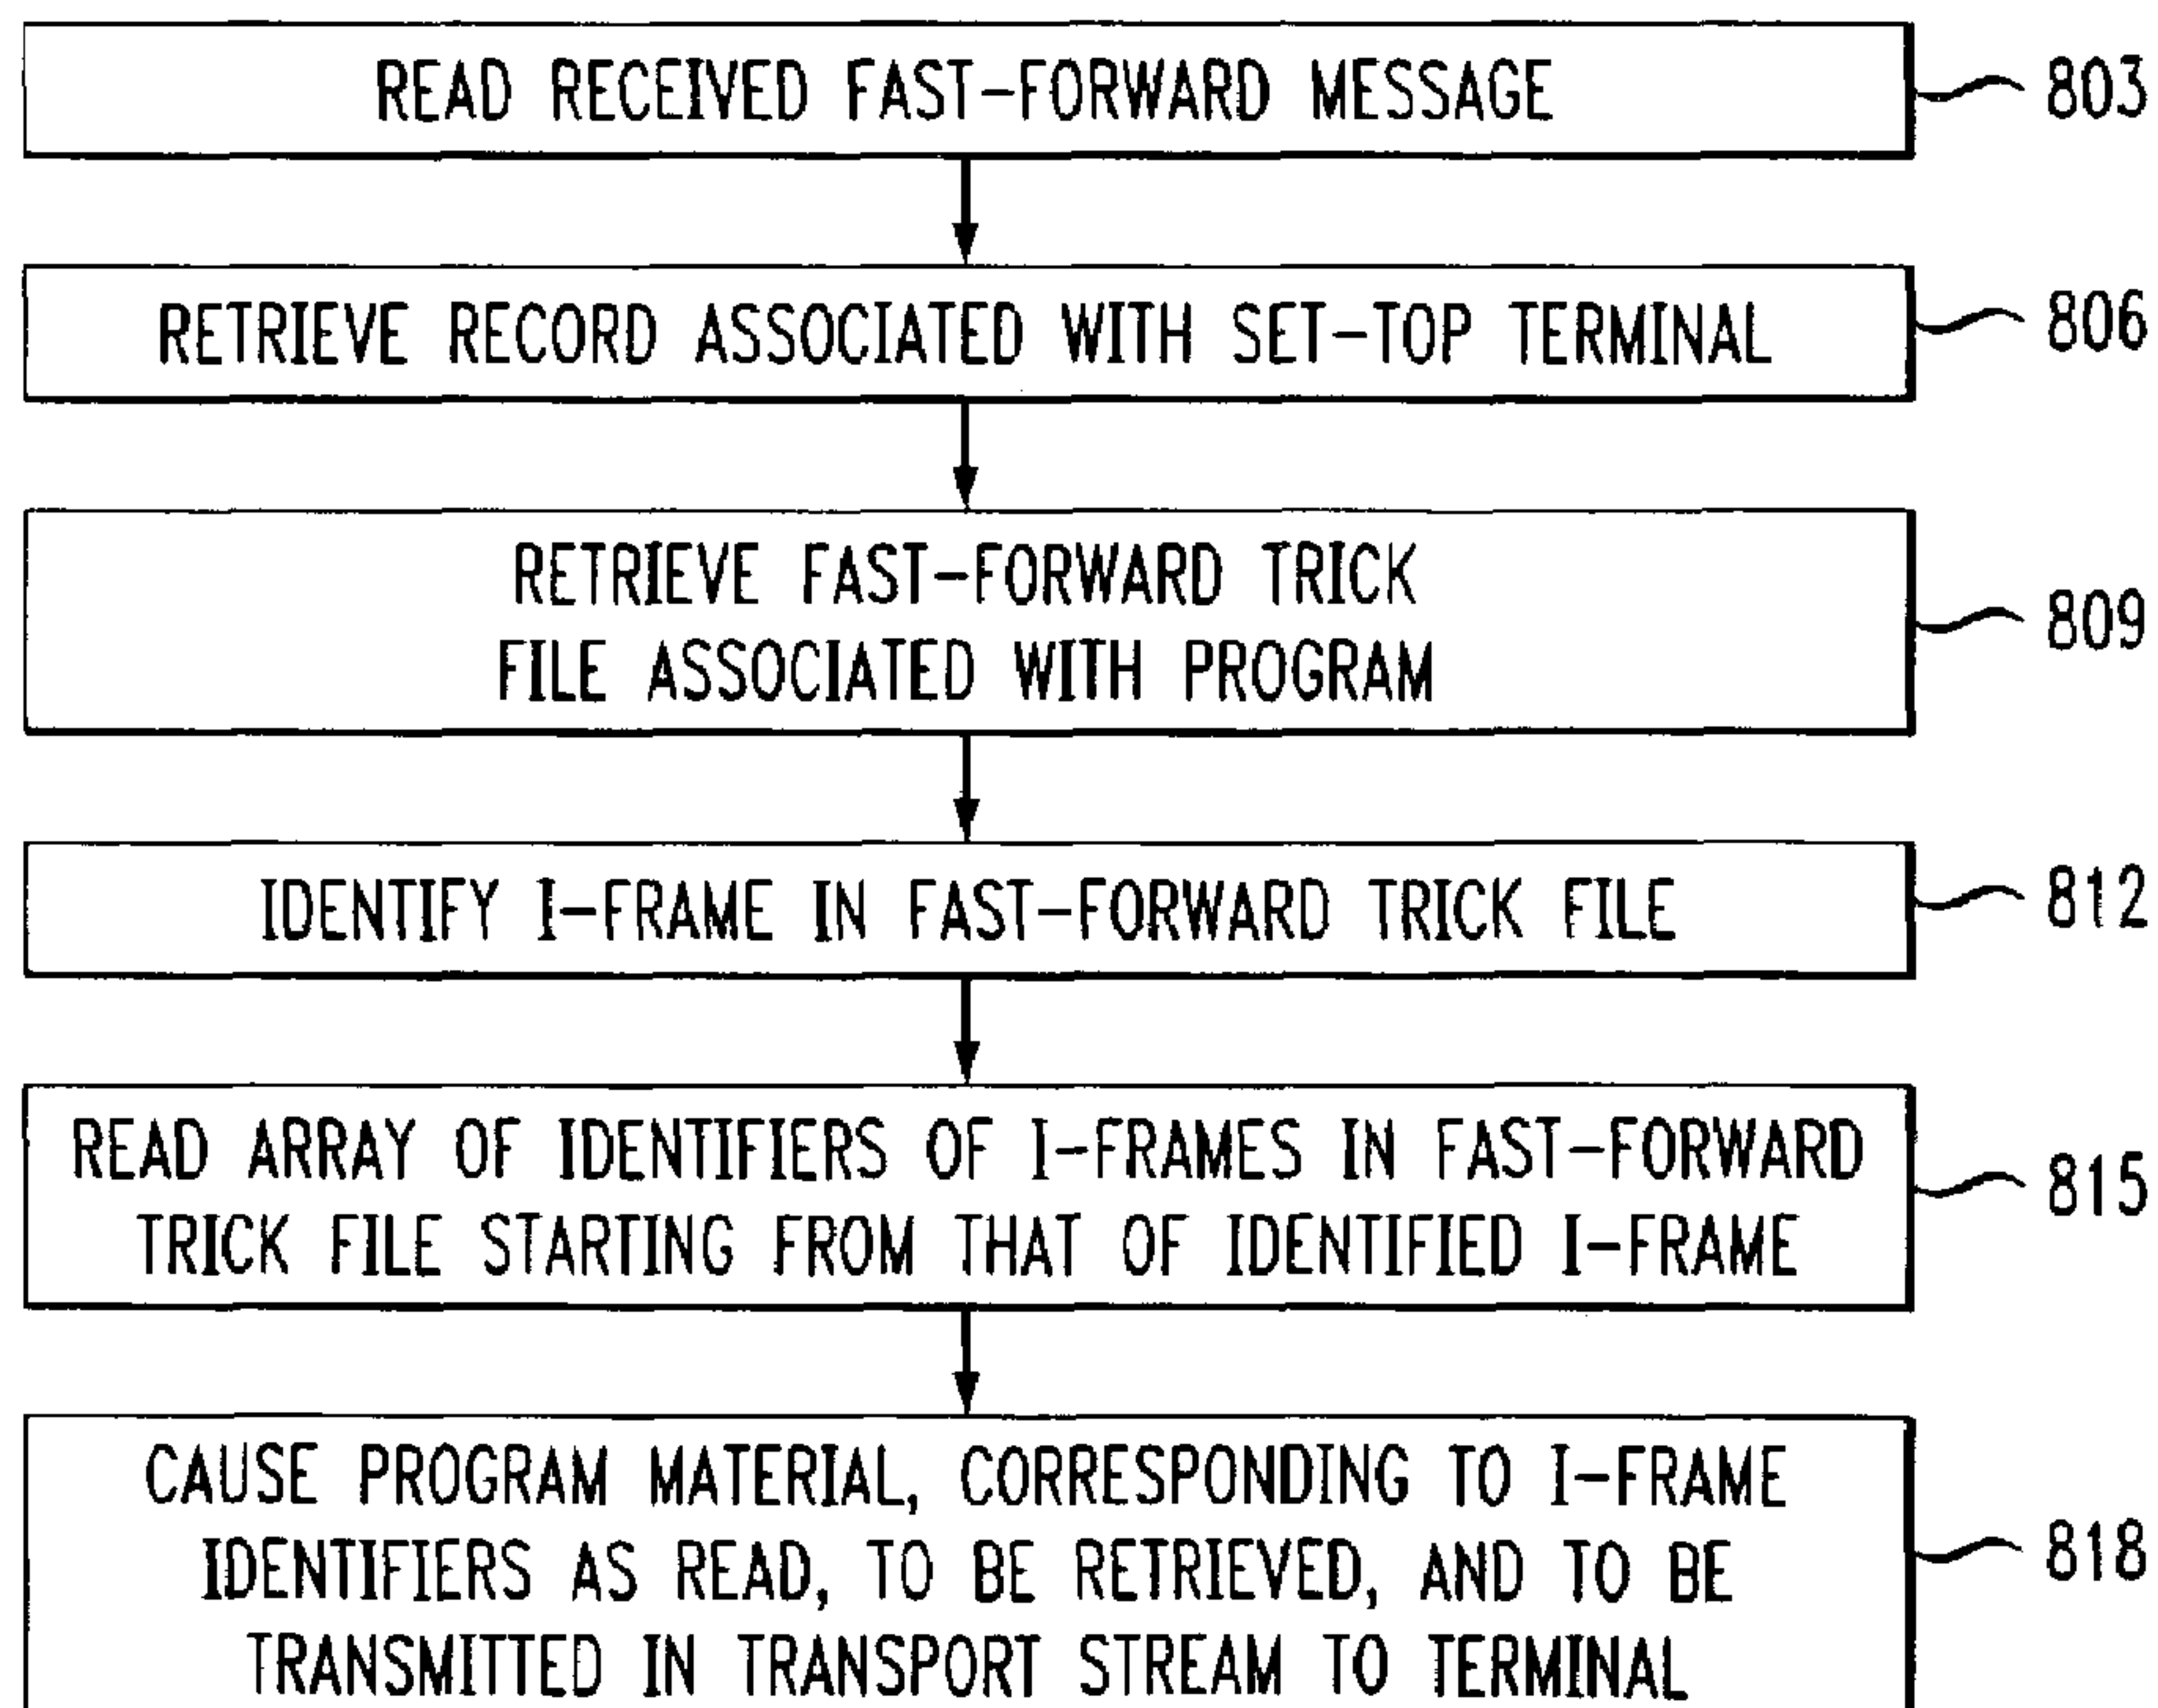 READ RECEIVED FAST-FORWARD MESSAGE
803
RETRIEVE RECORD ASSOCIATED WITH SET-TOP TERMINAL
806
RETRIEVE FAST-FORWARD TRICK
FILE ASSOCIATED WITH PROGRAM
809
IDENTIFY I-FRAME IN FAST-FORWARD TRICK FILE
812
READ ARRAY OF IDENTIFIERS OF I-FRAMES IN FAST-FORWARD
TRICK FILE STARTING FROM THAT OF IDENTIFIED I-FRAME
815
CAUSE PROGRAM MATERIAL, CORRESPONDING TO I-FRAME
IDENTIFIERS AS READ, TO BE RETRIEVED, AND TO BE
TRANSMITTED IN TRANSPORT STREAM TO TERMINAL
818